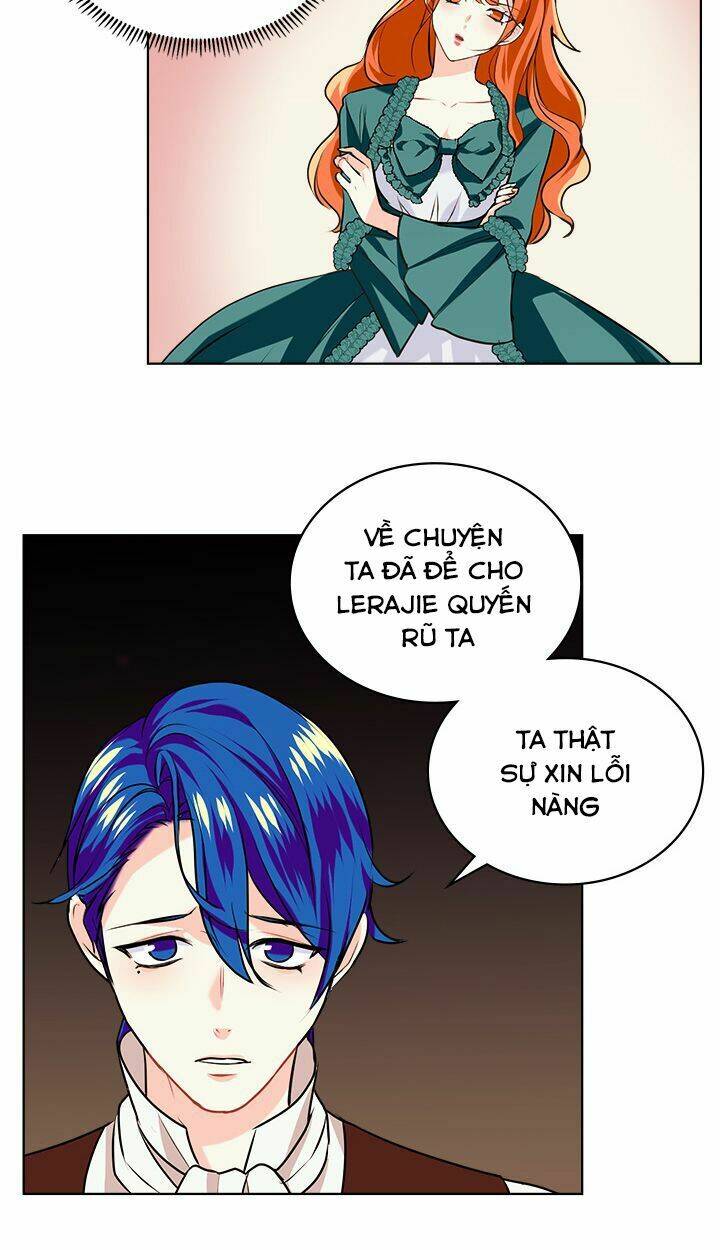 VỀ CHUYỆN
TA ĐÃ ĐỂ CHO
LERAJIE QUYẾN
RŨ TA
TA THẬT
SỰ XIN LỖI
NÀNG